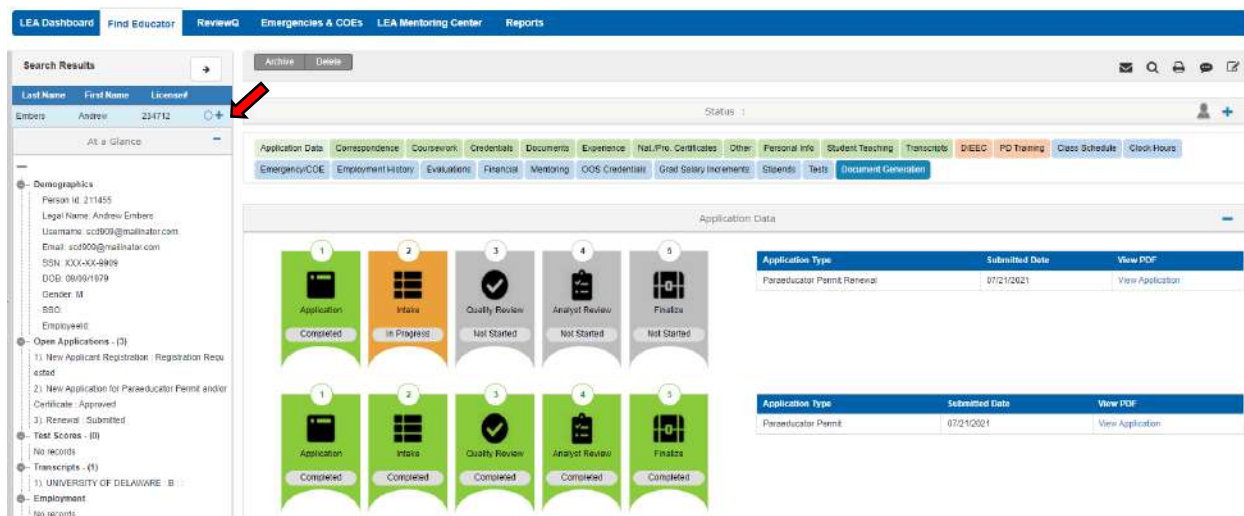 LEA Dashboard Find Educator ReviewQ Emergencies & COEs LEA Mentoring Center Reports
Search Results
Last Name First Name License#
Embers Andrew 234712
At a Glance
Demographics
Person Id: 211455
Legal Name: Andrew Embers
Username: scd909@mailinator.com
Email: scd909@mailinator.com
SSN: XXX-XX-9909
DOB: 09/09/1979
Gender: M
SSO:
EmployeeId:
Open Applications - (3)
1). New Applicant Registration : Registration Requ
ested
2). New Application for Paraeducator Permit and/or
Certificate : Approved
3). Renewal : Submitted
Test Scores - (0)
No records
Transcripts - (1)
1). UNIVERSITY OF DELAWARE : B : :
Employment
No records
Archive Delete
Status :
Application Data Correspondence Coursework Credentials Documents Experience Nat./Pro. Certificates Other Personal Info Student Teaching Transcripts DIEEC PD Training Class Schedule Clock Hours
Emergency/COE Employment History Evaluations Financial Mentoring OOS Credentials Grad Salary Increments Stipends Tests Document Generation
Application Data
1 2 3 4 5
Application Intake Quality Review Analyst Review Finalize
Completed In Progress Not Started Not Started Not Started
Application Type Submitted Date View PDF
Paraeducator Permit Renewal 07/21/2021 View Application
1 2 3 4 5
Application Intake Quality Review Analyst Review Finalize
Completed Completed Completed Completed Completed
Application Type Submitted Date View PDF
Paraeducator Permit 07/21/2021 View Application